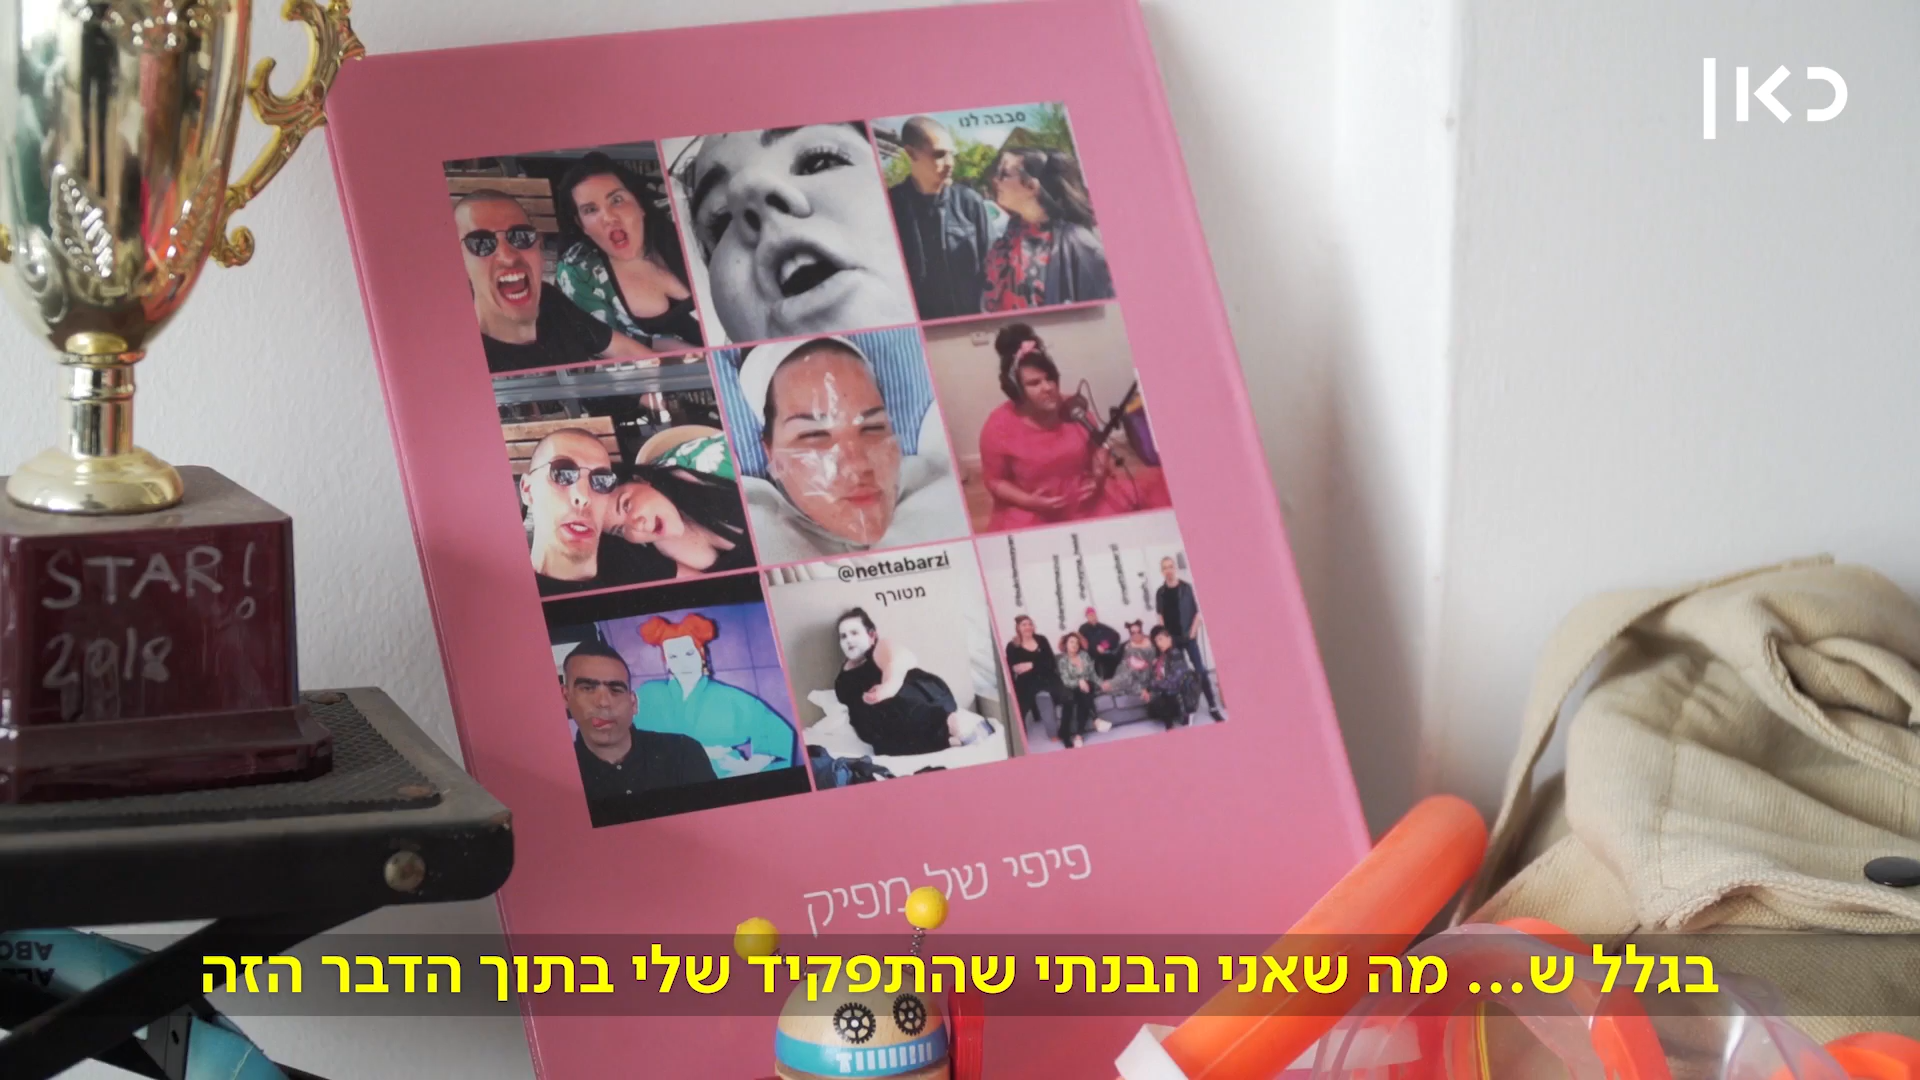 כאן
סבבה לנו
@nettabarzi
מטורף
STAR!
2018
פיפי של מפיק
בגלל ש... מה שאני הבנתי שהתפקיד שלי בתוך הדבר הזה